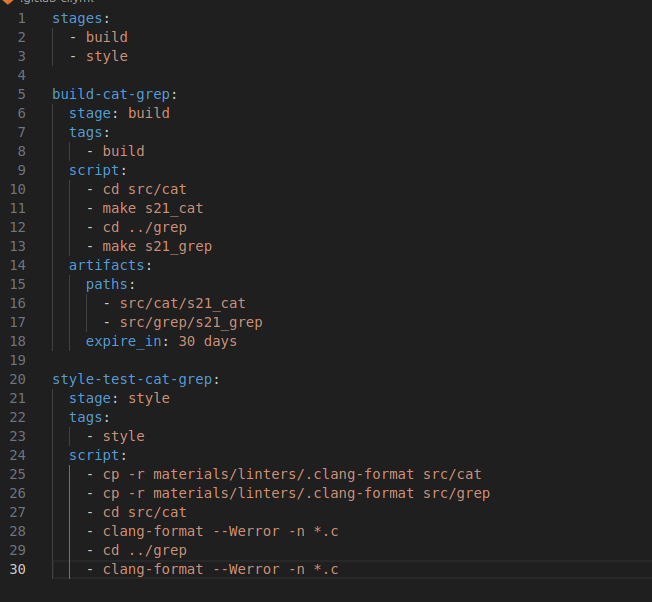 1 stages:
2 - build
3 - style
4
5 build-cat-grep:
6 stage: build
7 tags:
8 - build
9 script:
10 - cd src/cat
11 - make s21_cat
12 - cd ../grep
13 - make s21_grep
14 artifacts:
15 paths:
16 - src/cat/s21_cat
17 - src/grep/s21_grep
18 expire_in: 30 days
19
20 style-test-cat-grep:
21 stage: style
22 tags:
23 - style
24 script:
25 - cp -r materials/linters/.clang-format src/cat
26 - cp -r materials/linters/.clang-format src/grep
27 - cd src/cat
28 - clang-format --Werror -n *.c
29 - cd ../grep
30 - clang-format --Werror -n *.c